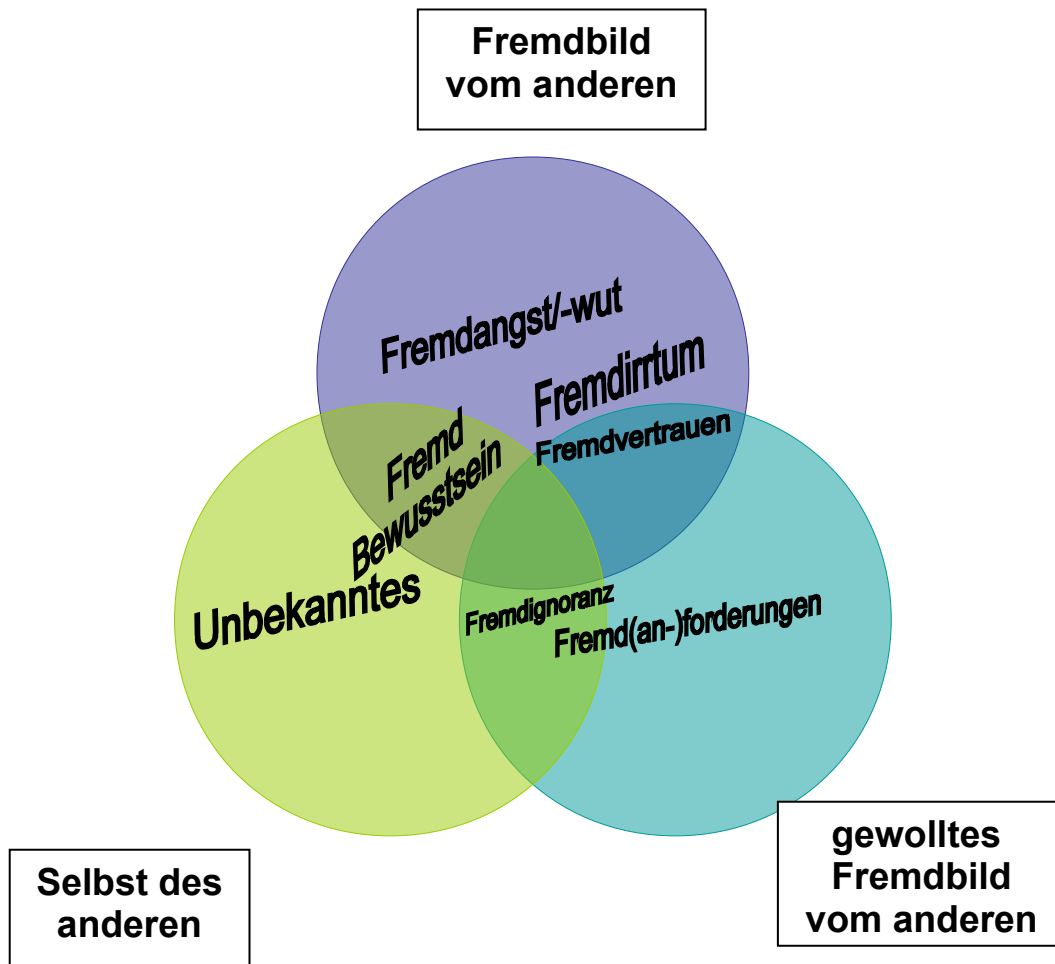 Fremdbild
vom anderen
Fremdangst/-wut
Fremdirrtum
Fremdvertrauen
Fremd
Bewusstsein
Unbekanntes
Fremdignoranz
Fremd(an-)forderungen
gewolltes
Fremdbild
vom anderen
Selbst des
anderen